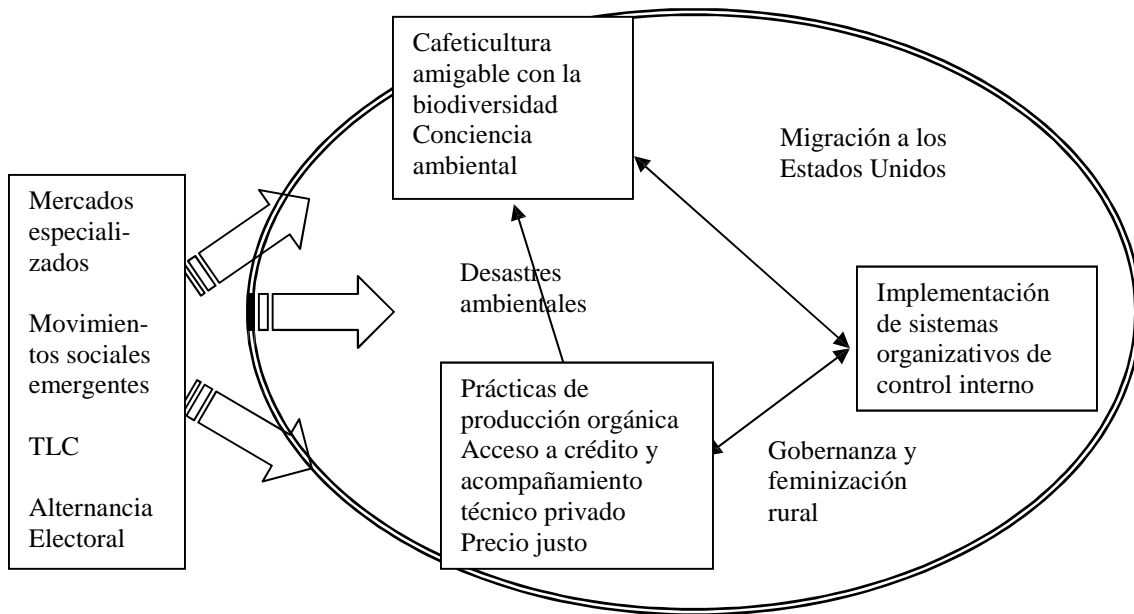 Cafeticultura
amigable con la
biodiversidad
Conciencia
ambiental
Migración a los
Estados Unidos
Mercados
especiali-
zados
Movimien-
tos sociales
emergentes
TLC
Alternancia
Electoral
Desastres
ambientales
Implementación
de sistemas
organizativos de
control interno
Prácticas de
producción orgánica
Acceso a crédito y
acompañamiento
técnico privado
Precio justo
Gobernanza y
feminización
rural